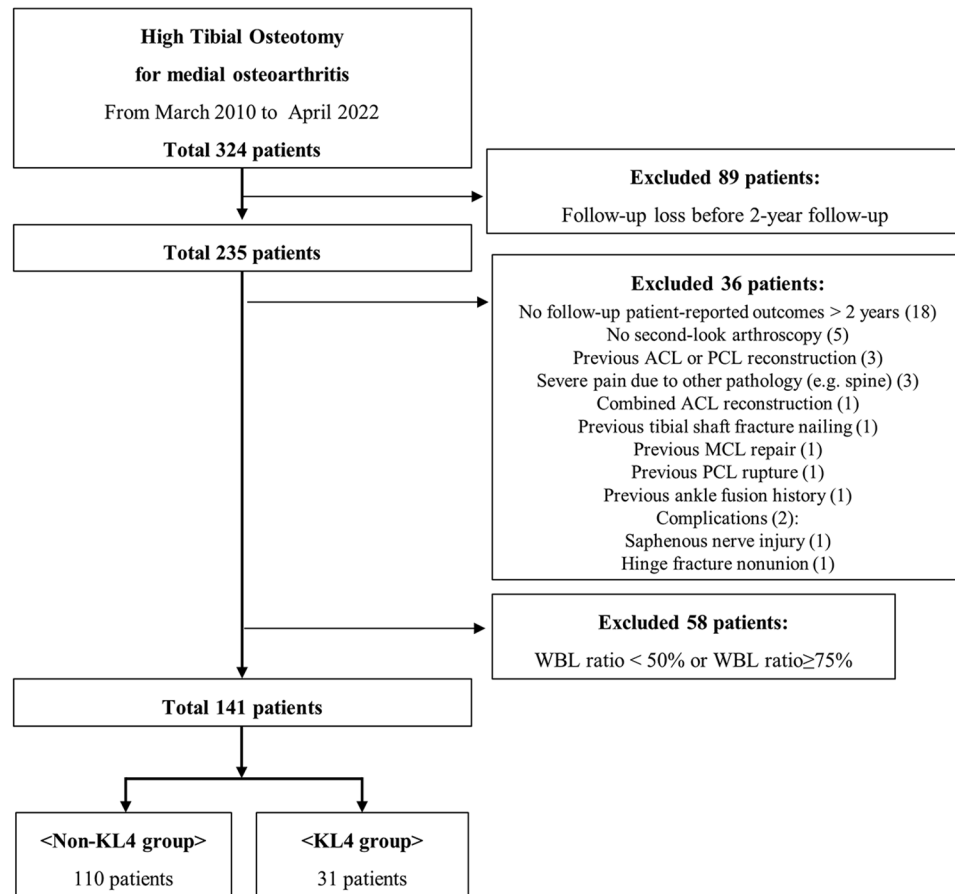 High Tibial Osteotomy
for medial osteoarthritis
From March 2010 to April 2022
Total 324 patients
Excluded 89 patients:
Follow-up loss before 2-year follow-up
Total 235 patients
Excluded 36 patients:
No follow-up patient-reported outcomes > 2 years (18)
No second-look arthroscopy (5)
Previous ACL or PCL reconstruction (3)
Severe pain due to other pathology (e.g. spine) (3)
Combined ACL reconstruction (1)
Previous tibial shaft fracture nailing (1)
Previous MCL repair (1)
Previous PCL rupture (1)
Previous ankle fusion history (1)
Complications (2):
Saphenous nerve injury (1)
Hinge fracture nonunion (1)
Excluded 58 patients:
WBL ratio < 50% or WBL ratio≥75%
Total 141 patients
<Non-KL4 group>
110 patients
<KL4 group>
31 patients